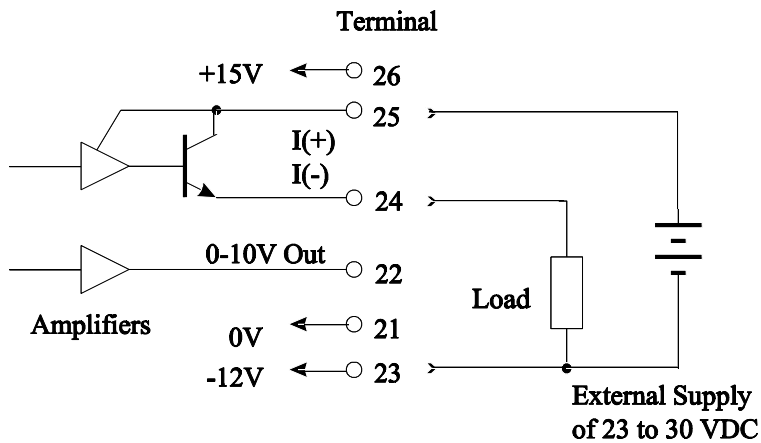 Terminal
+15V
26
25
I(+)
I(-)
24
0-10V Out
22
Amplifiers
Load
0V
21
-12V
23
External Supply
of 23 to 30 VDC